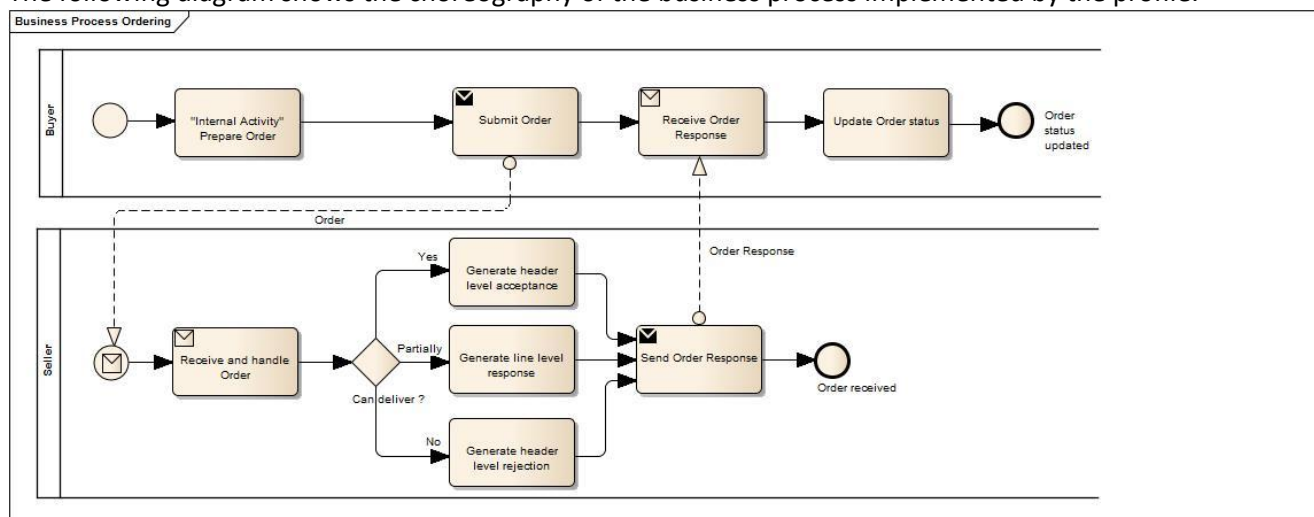 The following diagram shows the choreography of the business process implemented by the profile.
Business Process Ordering
Buyer
"Internal Activity"
Prepare Order
Submit Order
Receive Order
Response
Update Order status
Order
status
updated
Order
Order Response
Seller
Receive and handle
Order
Can deliver ?
Yes
Partially
No
Generate header
level acceptance
Generate line level
response
Generate header
level rejection
Send Order Response
Order received